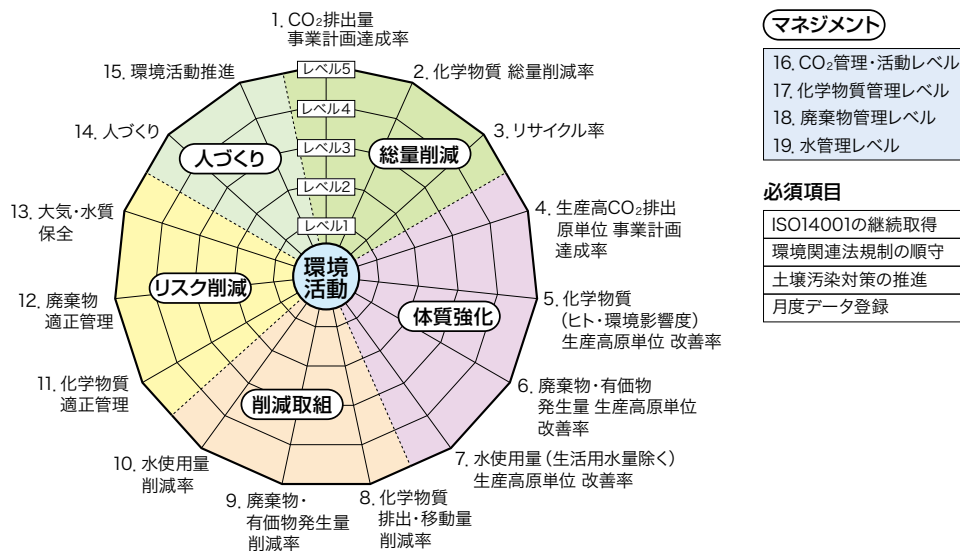 1. CO₂排出量
事業計画達成率
2. 化学物質 総量削減率
3. リサイクル率
4. 生産高CO₂排出
原単位 事業計画
達成率
5. 化学物質
（ヒト・環境影響度）
生産高原単位 改善率
6. 廃棄物・有価物
発生量 生産高原単位
改善率
7. 水使用量（生活用水量除く）
生産高原単位 改善率
8. 化学物質
排出・移動量
削減率
9. 廃棄物・
有価物発生量
削減率
10. 水使用量
削減率
11. 化学物質
適正管理
12. 廃棄物
適正管理
13. 大気・水質
保全
14. 人づくり
15. 環境活動推進
レベル5
レベル4
レベル3
レベル2
レベル1
環境
活動
人づくり
総量削減
リスク削減
体質強化
削減取組
マネジメント
16. CO₂管理・活動レベル
17. 化学物質管理レベル
18. 廃棄物管理レベル
19. 水管理レベル
必須項目
ISO14001の継続取得
環境関連法規制の順守
土壌汚染対策の推進
月度データ登録